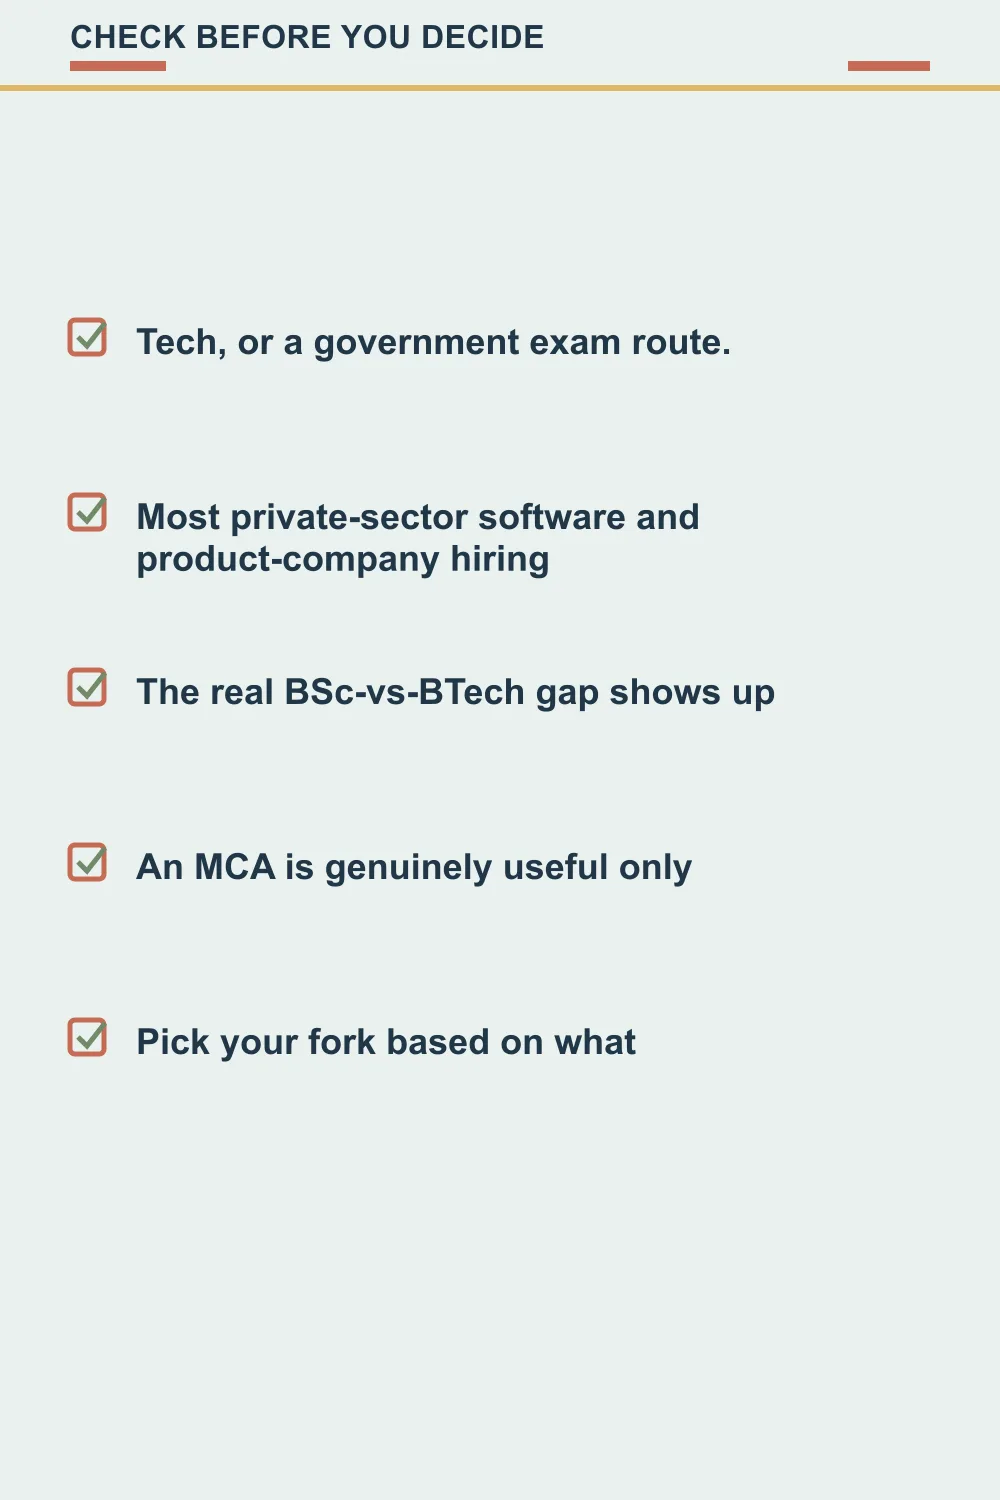 CHECK BEFORE YOU DECIDE
Tech, or a government exam route.
Most private-sector software and
product-company hiring
The real BSc-vs-BTech gap shows up
An MCA is genuinely useful only
Pick your fork based on what